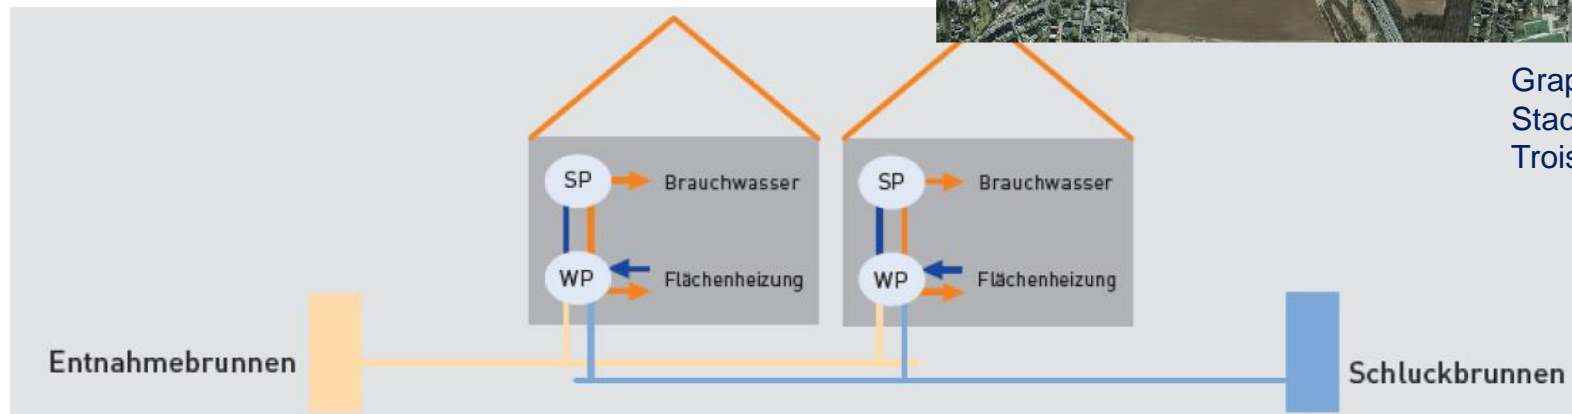 SP
Brauchwasser
WP
Flächenheizung
SP
Brauchwasser
WP
Flächenheizung
Entnahmebrunnen
Schluckbrunnen